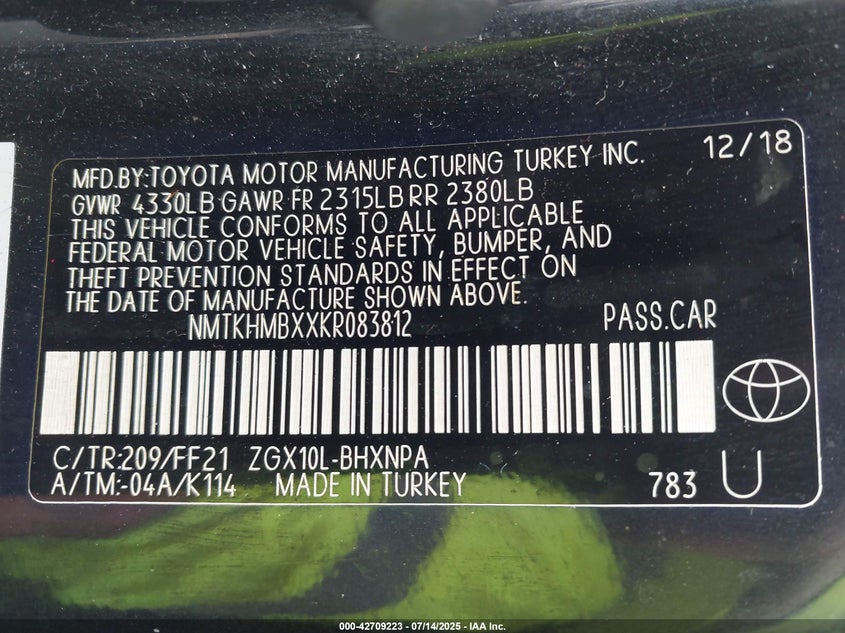 MFD.BY:TOYOTA MOTOR MANUFACTURING TURKEY INC. 12/18
GVWR 4330LB GAWR FR 2315LB RR 2380LB
THIS VEHICLE CONFORMS TO ALL APPLICABLE
FEDERAL MOTOR VEHICLE SAFETY, BUMPER, AND
THEFT PREVENTION STANDARDS IN EFFECT ON
THE DATE OF MANUFACTURE SHOWN ABOVE.
NMTKHMBXXKR083812 PASS.CAR
C/TR:209/FF21 ZGX10L-BHXNPA
A/TM:-04A/K114 MADE IN TURKEY 783 U
000-42709223 - 07/14/2025 - IAA Inc.